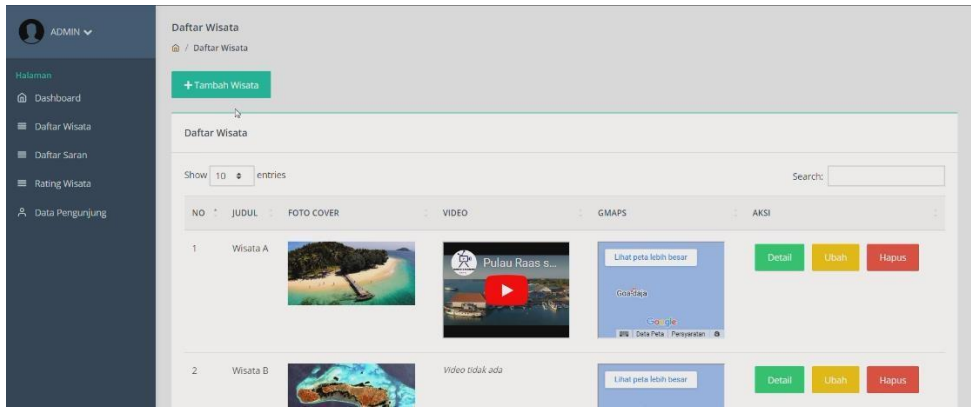 ADMIN
Halaman
Dashboard
Daftar Wisata
Daftar Saran
Rating Wisata
Data Pengunjung
Daftar Wisata
/ Daftar Wisata
+ Tambah Wisata
Daftar Wisata
Show 10 entries
Search:
NO JUDUL FOTO COVER VIDEO GMAPS AKSI
1 Wisata A
Pulau Raas s...
Lihat peta lebih besar
Google
Data Peta Persyaratan
Detail Ubah Hapus
2 Wisata B
Video tidak ada
Lihat peta lebih besar
Detail Ubah Hapus